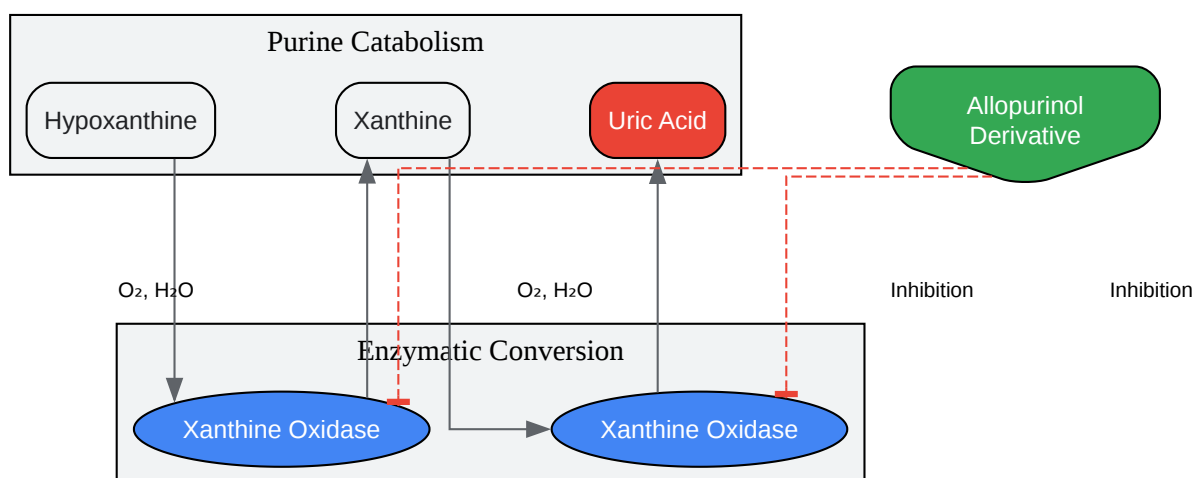 Purine Catabolism
Hypoxanthine
Xanthine
Uric Acid
Allopurinol
Derivative
O₂, H₂O
O₂, H₂O
Inhibition
Inhibition
Enzymatic Conversion
Xanthine Oxidase
Xanthine Oxidase